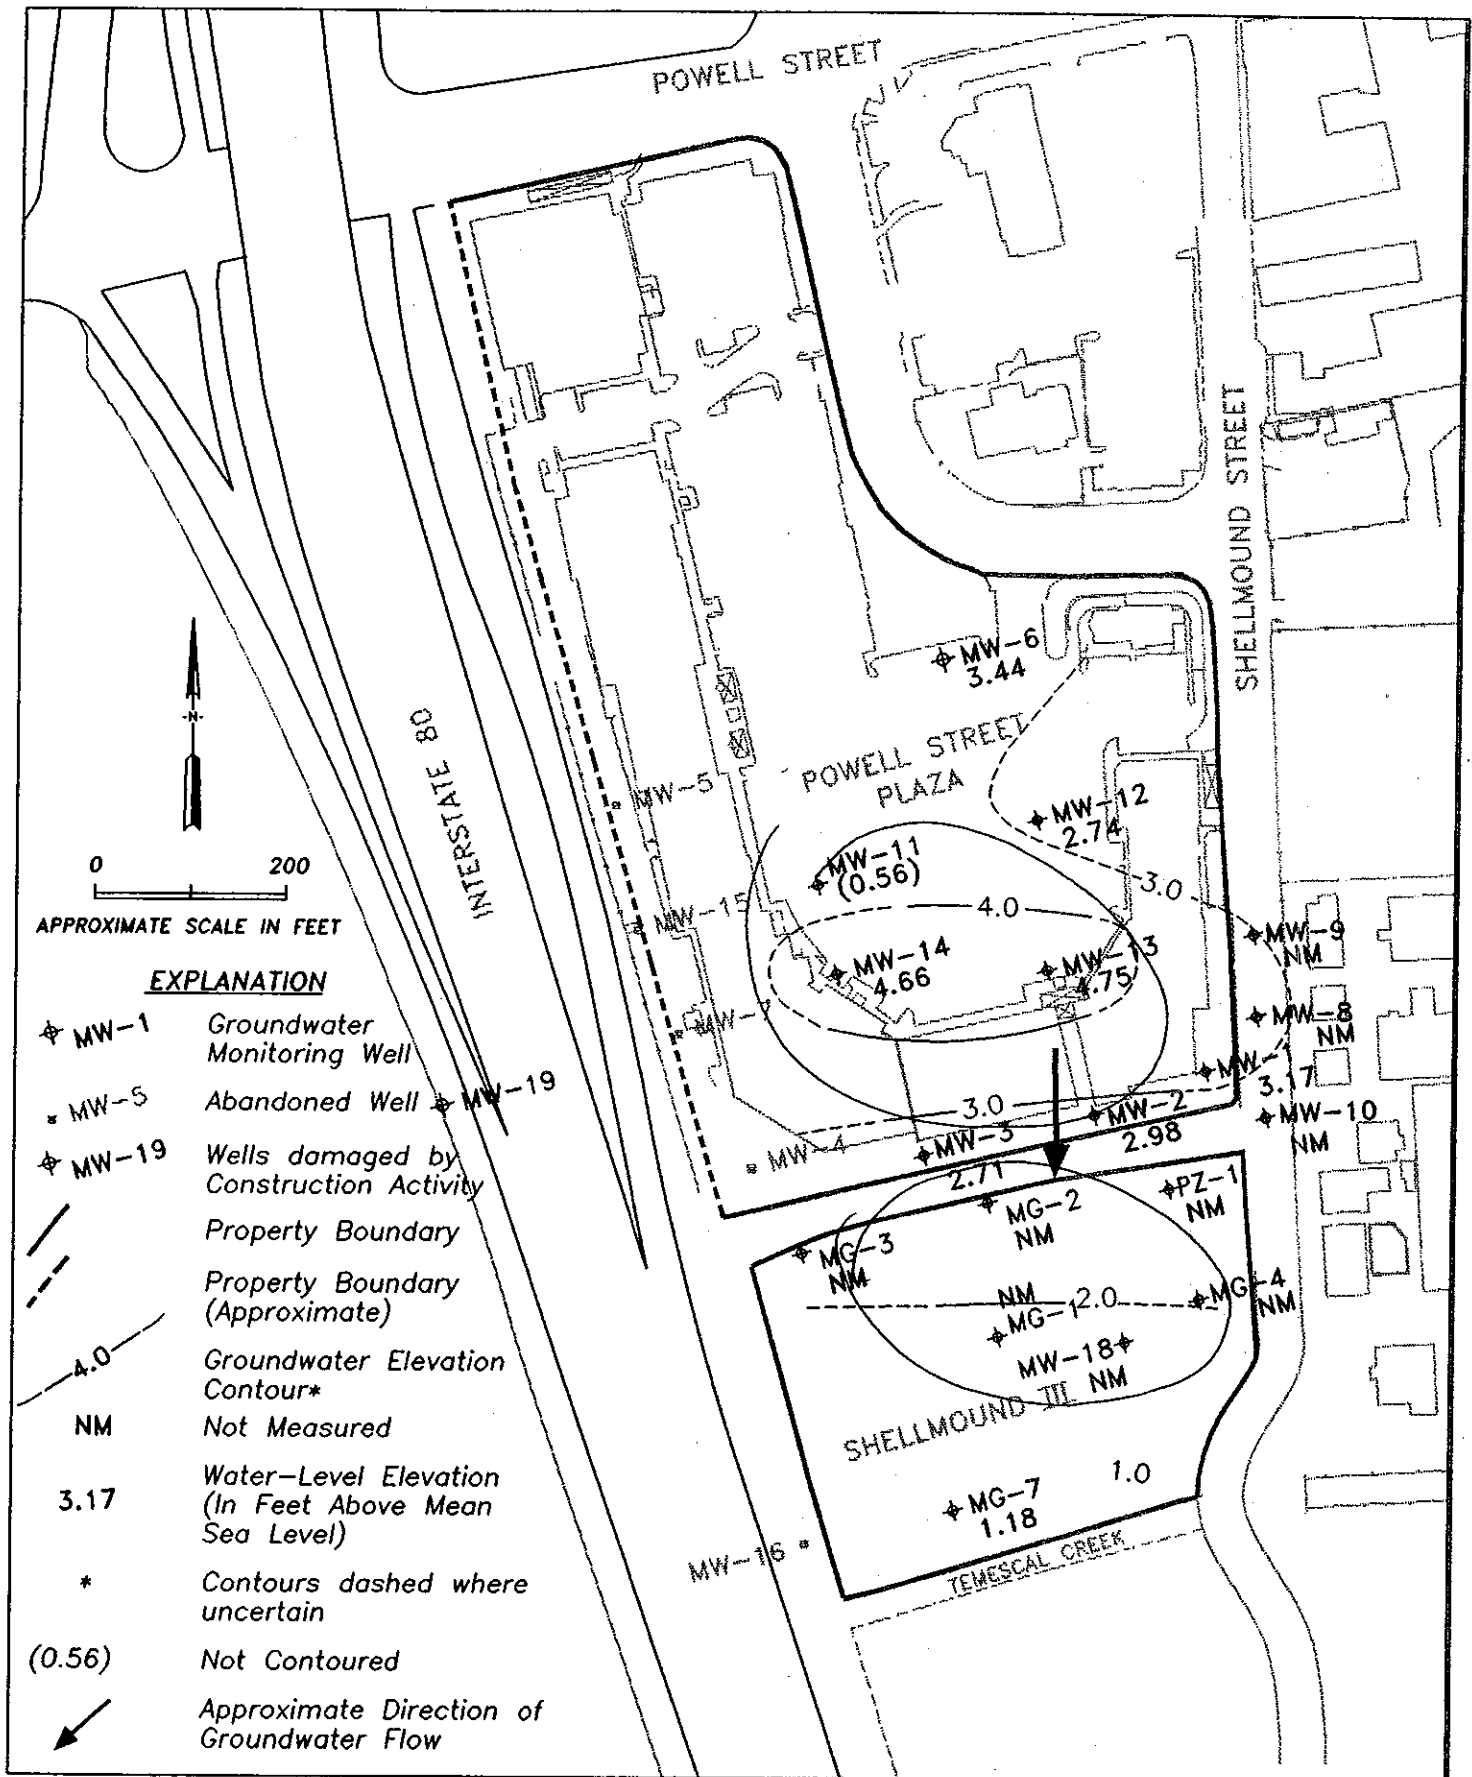 POWELL STREET
SHELLMOUND STREET
MW-6
3.44
POWELL STREET
PLAZA
INTERSTATE 80
MW-5
MW-12
2.74
MW-11
(0.56)
3.0
4.0
MW-15
MW-9
NM
MW-14
4.66
MW-13
4.75
MW-7
MW-8
NM
MW-1
3.17
3.0
MW-2
2.98
MW-10
NM
MW-4
MW-3
2.71
MW-19
MG-2
NM
PZ-1
NM
MG-3
NM
NM
MG-1
2.0
MG-4
NM
MW-18
NM
SHELLMOUND III
1.0
MG-7
1.18
MW-16
TEMESCAL CREEK
-N-
0 200
APPROXIMATE SCALE IN FEET
EXPLANATION
MW-1 Groundwater
Monitoring Well
MW-5 Abandoned Well
MW-19 Wells damaged by
Construction Activity
Property Boundary
Property Boundary
(Approximate)
4.0 Groundwater Elevation
Contour*
NM Not Measured
3.17 Water-Level Elevation
(In Feet Above Mean
Sea Level)
* Contours dashed where
uncertain
(0.56) Not Contoured
Approximate Direction of
Groundwater Flow